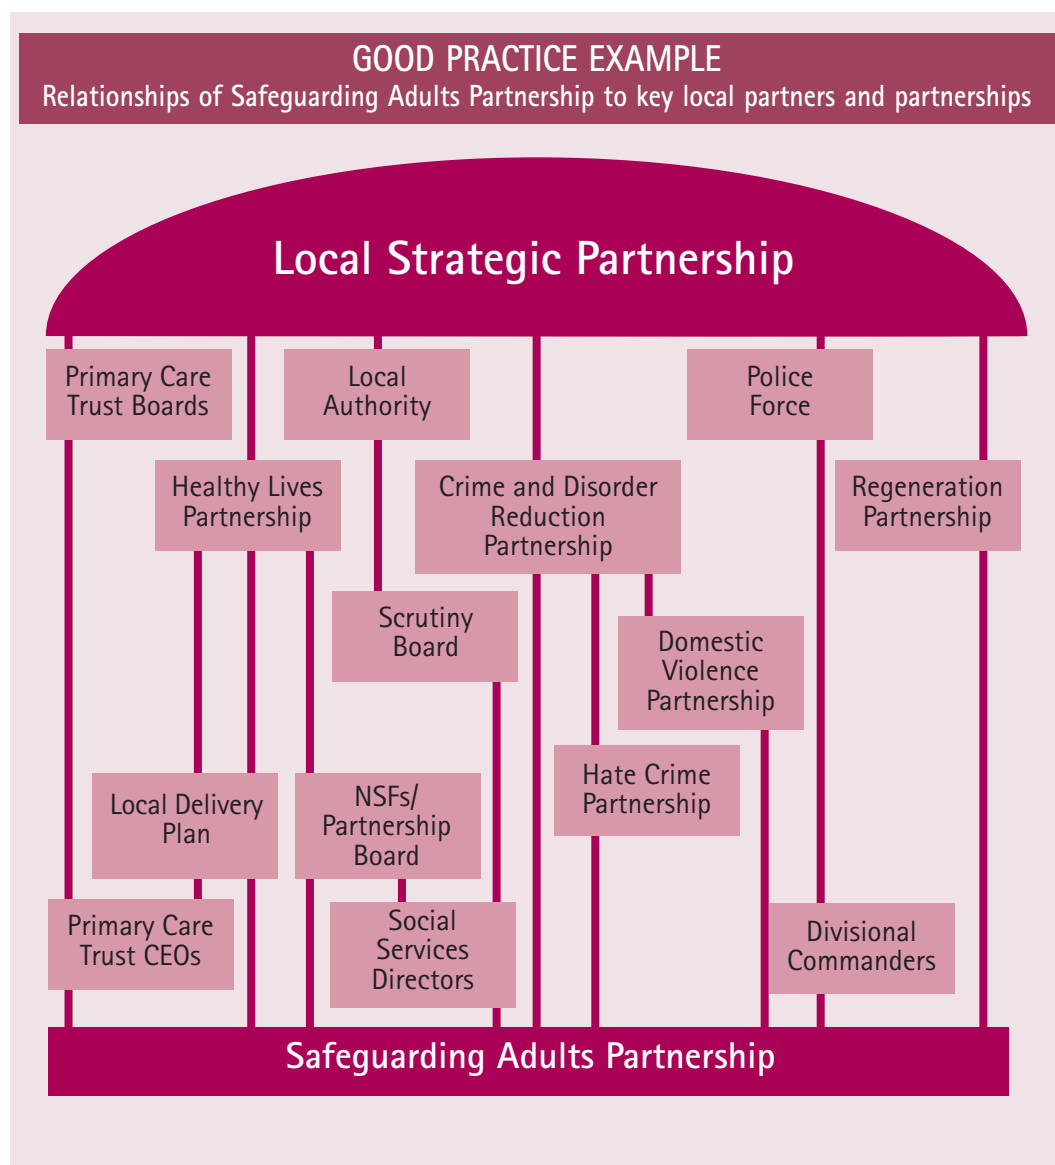 GOOD PRACTICE EXAMPLE
Relationships of Safeguarding Adults Partnership to key local partners and partnerships
Local Strategic Partnership
Primary Care
Trust Boards
Local
Authority
Police
Force
Healthy Lives
Partnership
Crime and Disorder
Reduction
Partnership
Regeneration
Partnership
Scrutiny
Board
Domestic
Violence
Partnership
Hate Crime
Partnership
Local Delivery
Plan
NSFs/
Partnership
Board
Primary Care
Trust CEOs
Social
Services
Directors
Divisional
Commanders
Safeguarding Adults Partnership